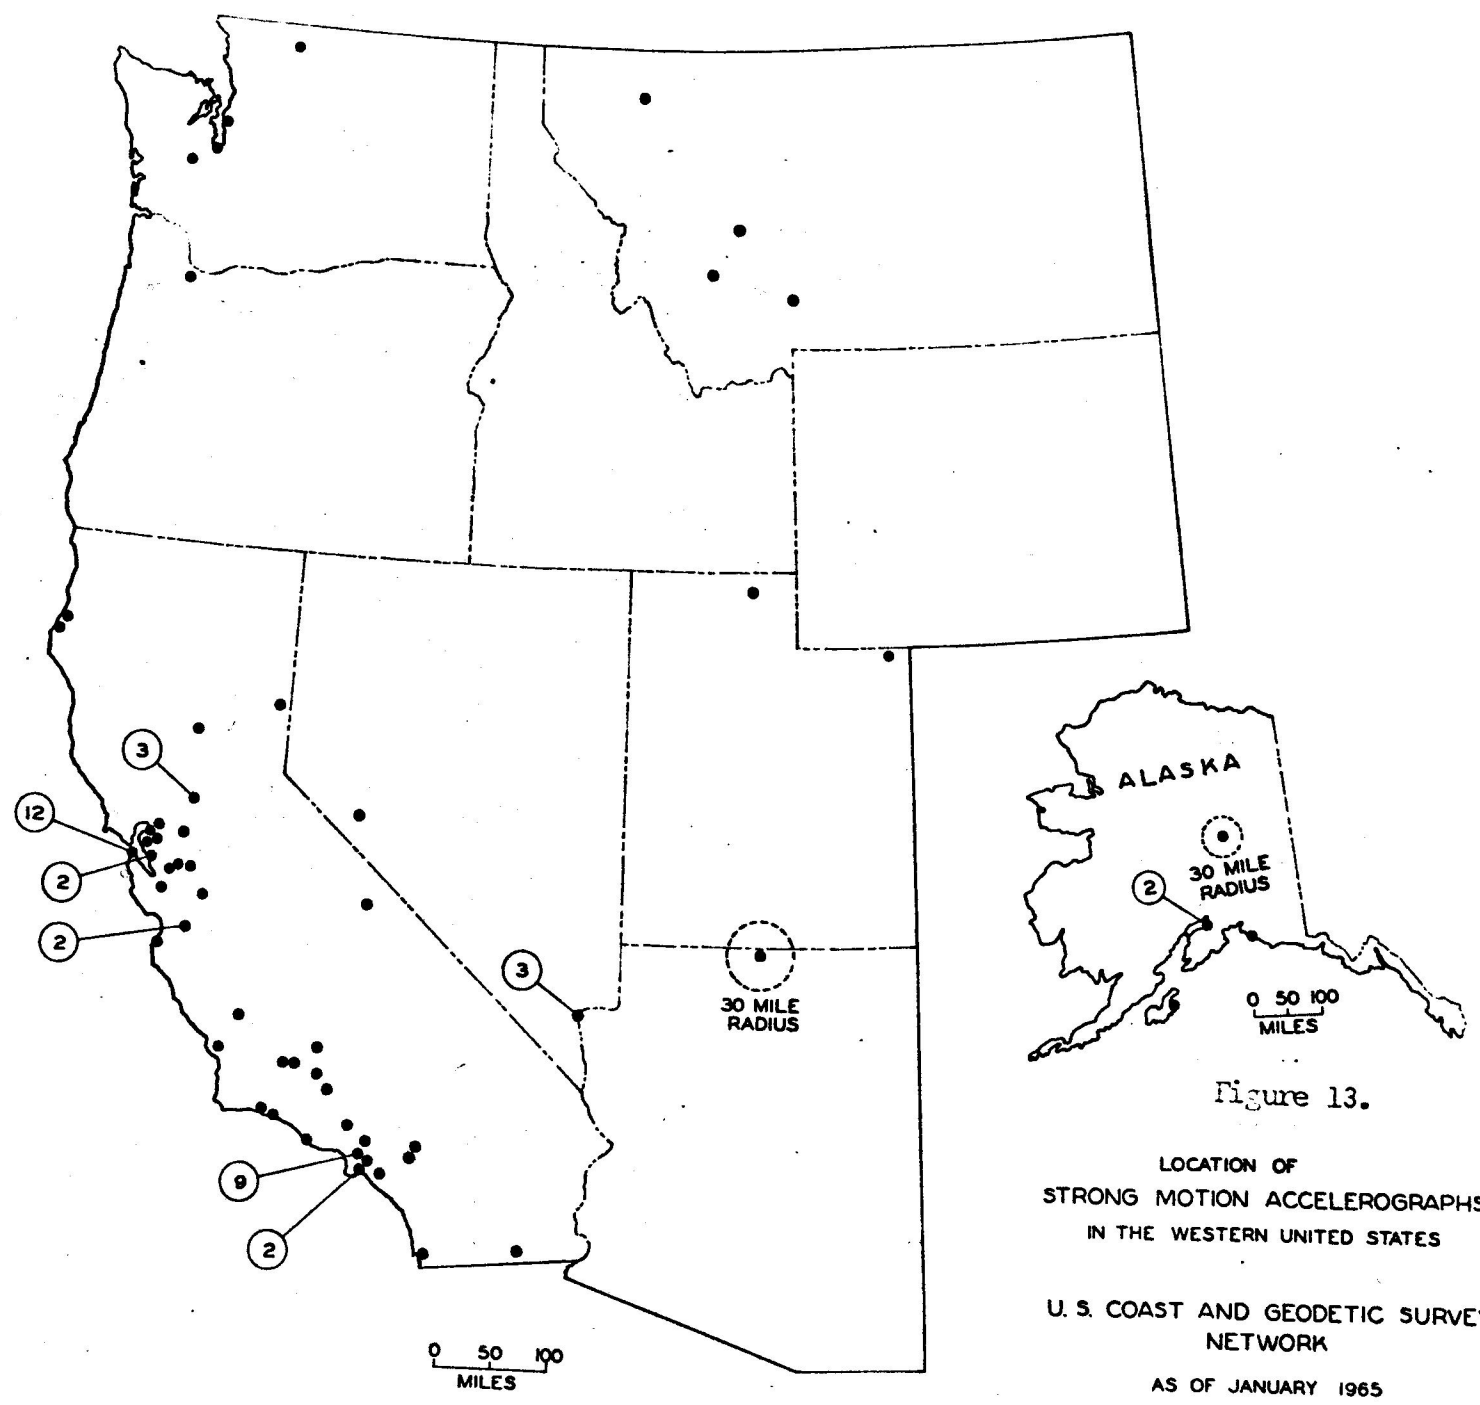 3
12
2
2
3
30 MILE
RADIUS
9
2
0 50 100
MILES
ALASKA
30 MILE
RADIUS
2
0 50 100
MILES
Figure 13.
LOCATION OF
STRONG MOTION ACCELEROGRAPHS
IN THE WESTERN UNITED STATES
U. S. COAST AND GEODETIC SURVEY
NETWORK
AS OF JANUARY 1965